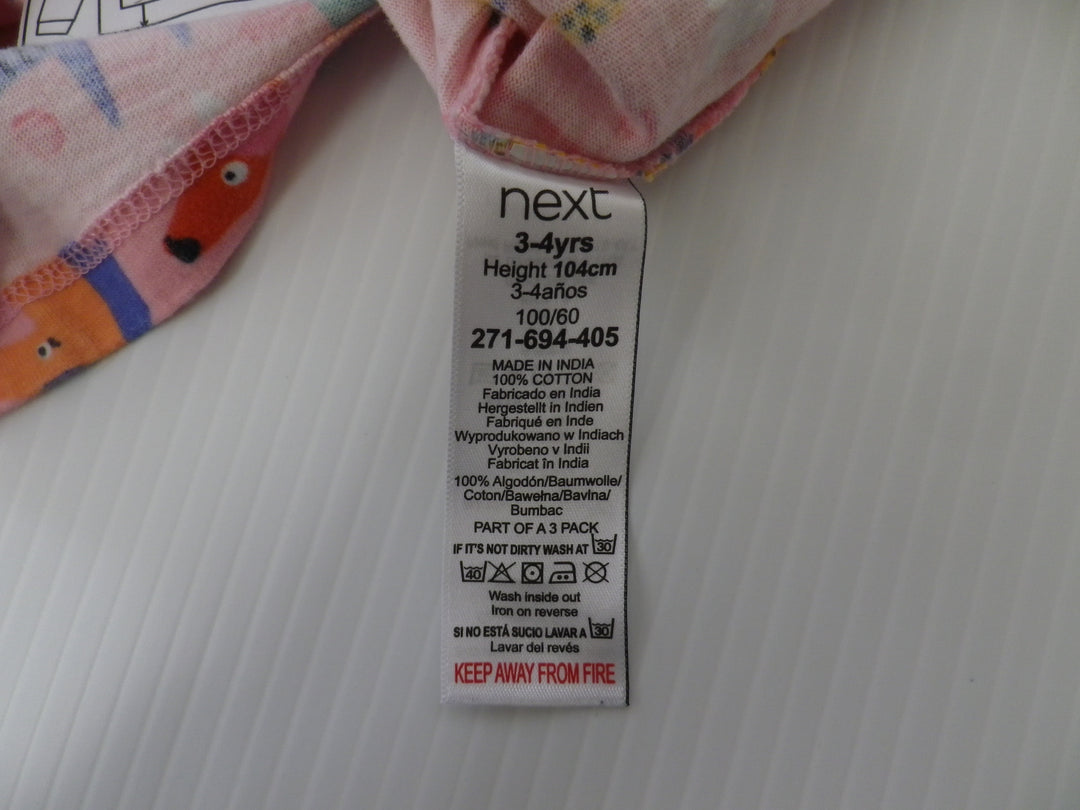 next
3-4yrs
Height 104cm
3-4años
100/60
271-694-405
MADE IN INDIA
100% COTTON
Fabricado en India
Hergestellt in Indien
Fabriqué en Inde
Wyprodukowano w Indiach
Vyrobeno v Indii
Fabricat în India
100% Algodón/Baumwolle/
Coton/Bawełna/Bavlna/
Bumbac
PART OF A 3 PACK
IF IT'S NOT DIRTY WASH AT 30
40
Wash inside out
Iron on reverse
SI NO ESTÁ SUCIO LAVAR A 30
Lavar del revés
KEEP AWAY FROM FIRE